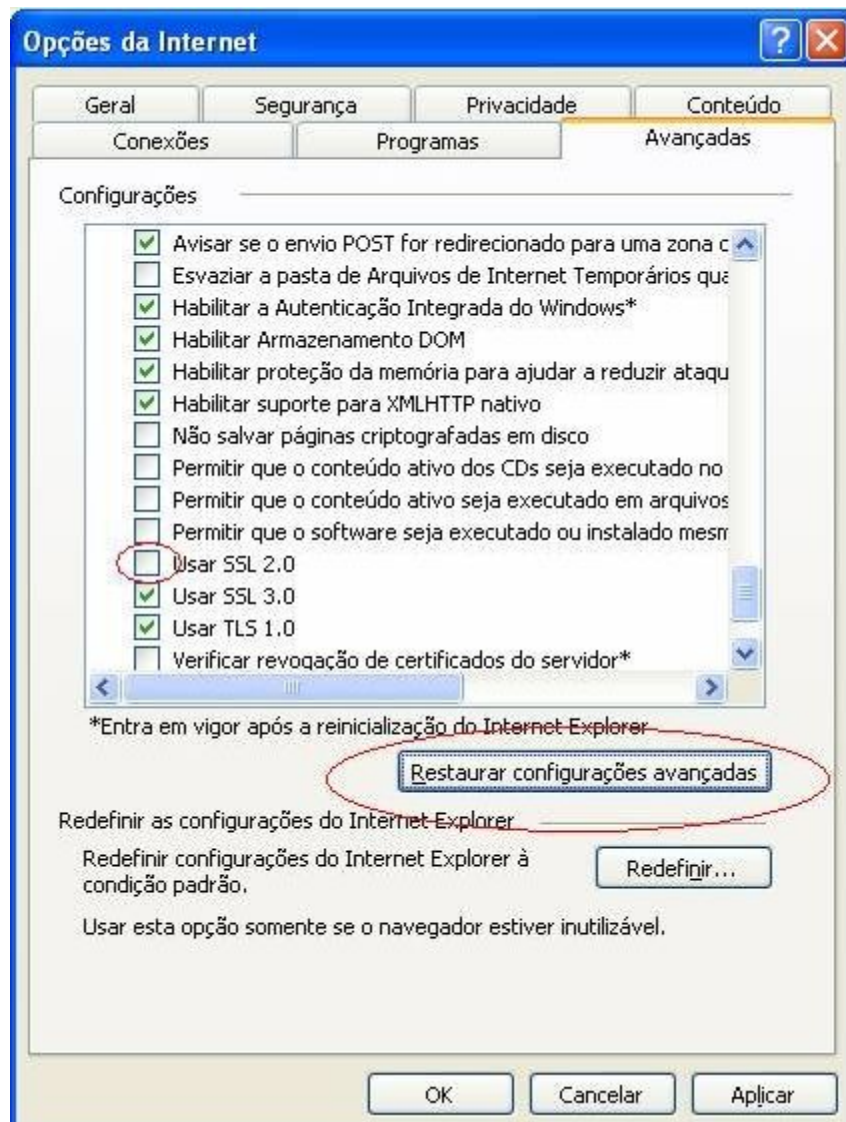 Opções da Internet
Geral Segurança Privacidade Conteúdo
Conexões Programas Avançadas
Configurações
Avisar se o envio POST for redirecionado para uma zona c
Esvaziar a pasta de Arquivos de Internet Temporários qua
Habilitar a Autenticação Integrada do Windows*
Habilitar Armazenamento DOM
Habilitar proteção da memória para ajudar a reduzir ataqu
Habilitar suporte para XMLHTTP nativo
Não salvar páginas criptografadas em disco
Permitir que o conteúdo ativo dos CDs seja executado no
Permitir que o conteúdo ativo seja executado em arquivos
Permitir que o software seja executado ou instalado mesm
Usar SSL 2.0
Usar SSL 3.0
Usar TLS 1.0
Verificar revogação de certificados do servidor*
*Entra em vigor após a reinicialização do Internet Explorer
Restaurar configurações avançadas
Redefinir as configurações do Internet Explorer
Redefinir configurações do Internet Explorer à
condição padrão.
Redefinir...
Usar esta opção somente se o navegador estiver inutilizável.
OK Cancelar Aplicar